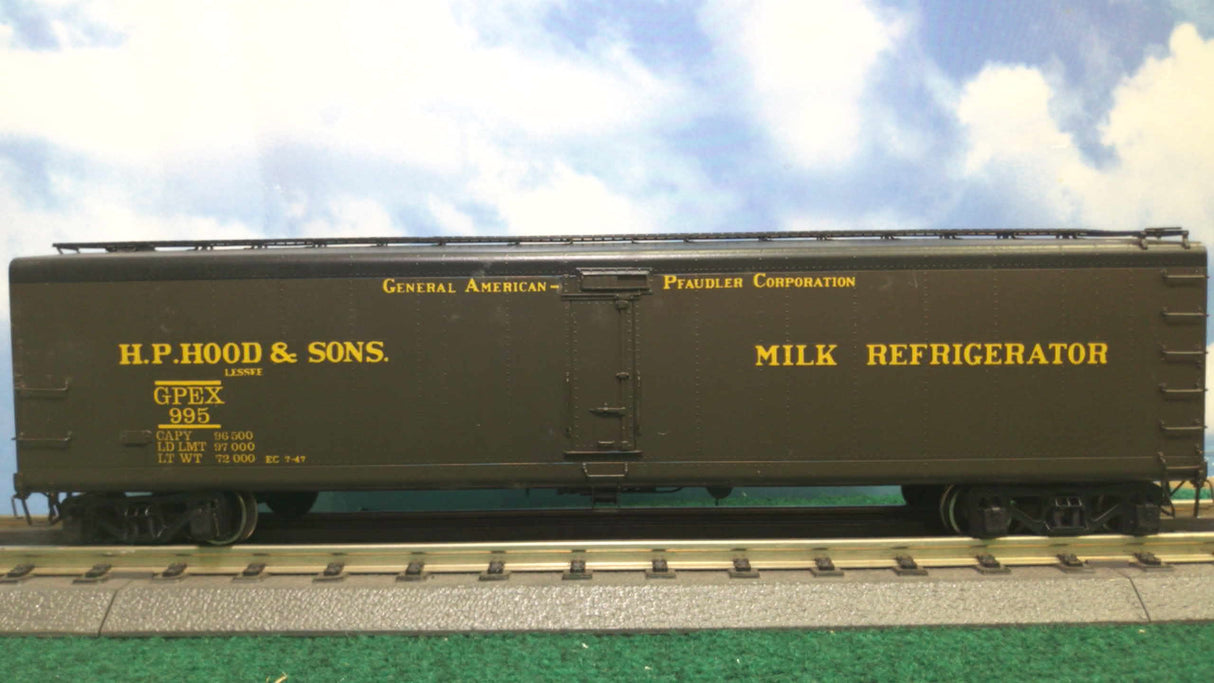 GENERAL AMERICAN- PFAUDLER CORPORATION
H.P.HOOD & SONS.
LESSEE
MILK REFRIGERATOR
GPEX
995
CAPY 96500
LD LMT 97000
LT WT 72000 EC 7-47